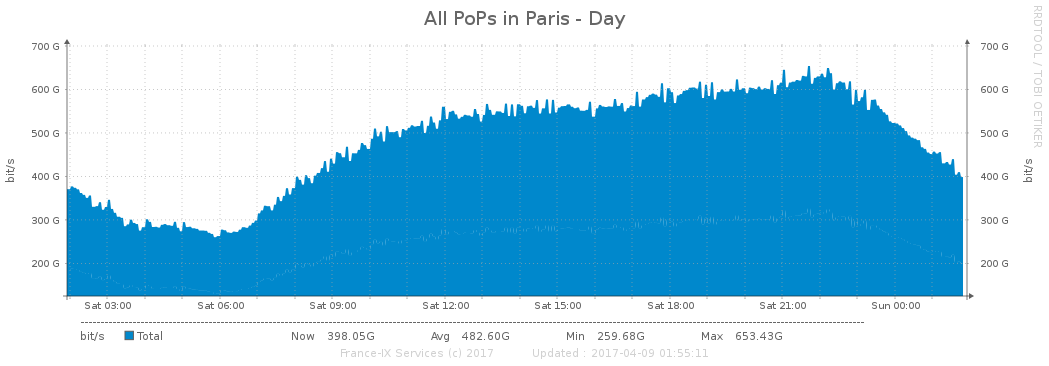 All PoPs in Paris - Day
RRDTOOL / TOBI OETIKER
700 G 700 G
600 G 600 G
500 G 500 G
400 G 400 G
300 G 300 G
200 G 200 G
bit/s bit/s
Sat 03:00 Sat 06:00 Sat 09:00 Sat 12:00 Sat 15:00 Sat 18:00 Sat 21:00 Sun 00:00
bit/s Total Now 398.05G Avg 482.60G Min 259.68G Max 653.43G
France-IX Services (c) 2017 Updated : 2017-04-09 01:55:11